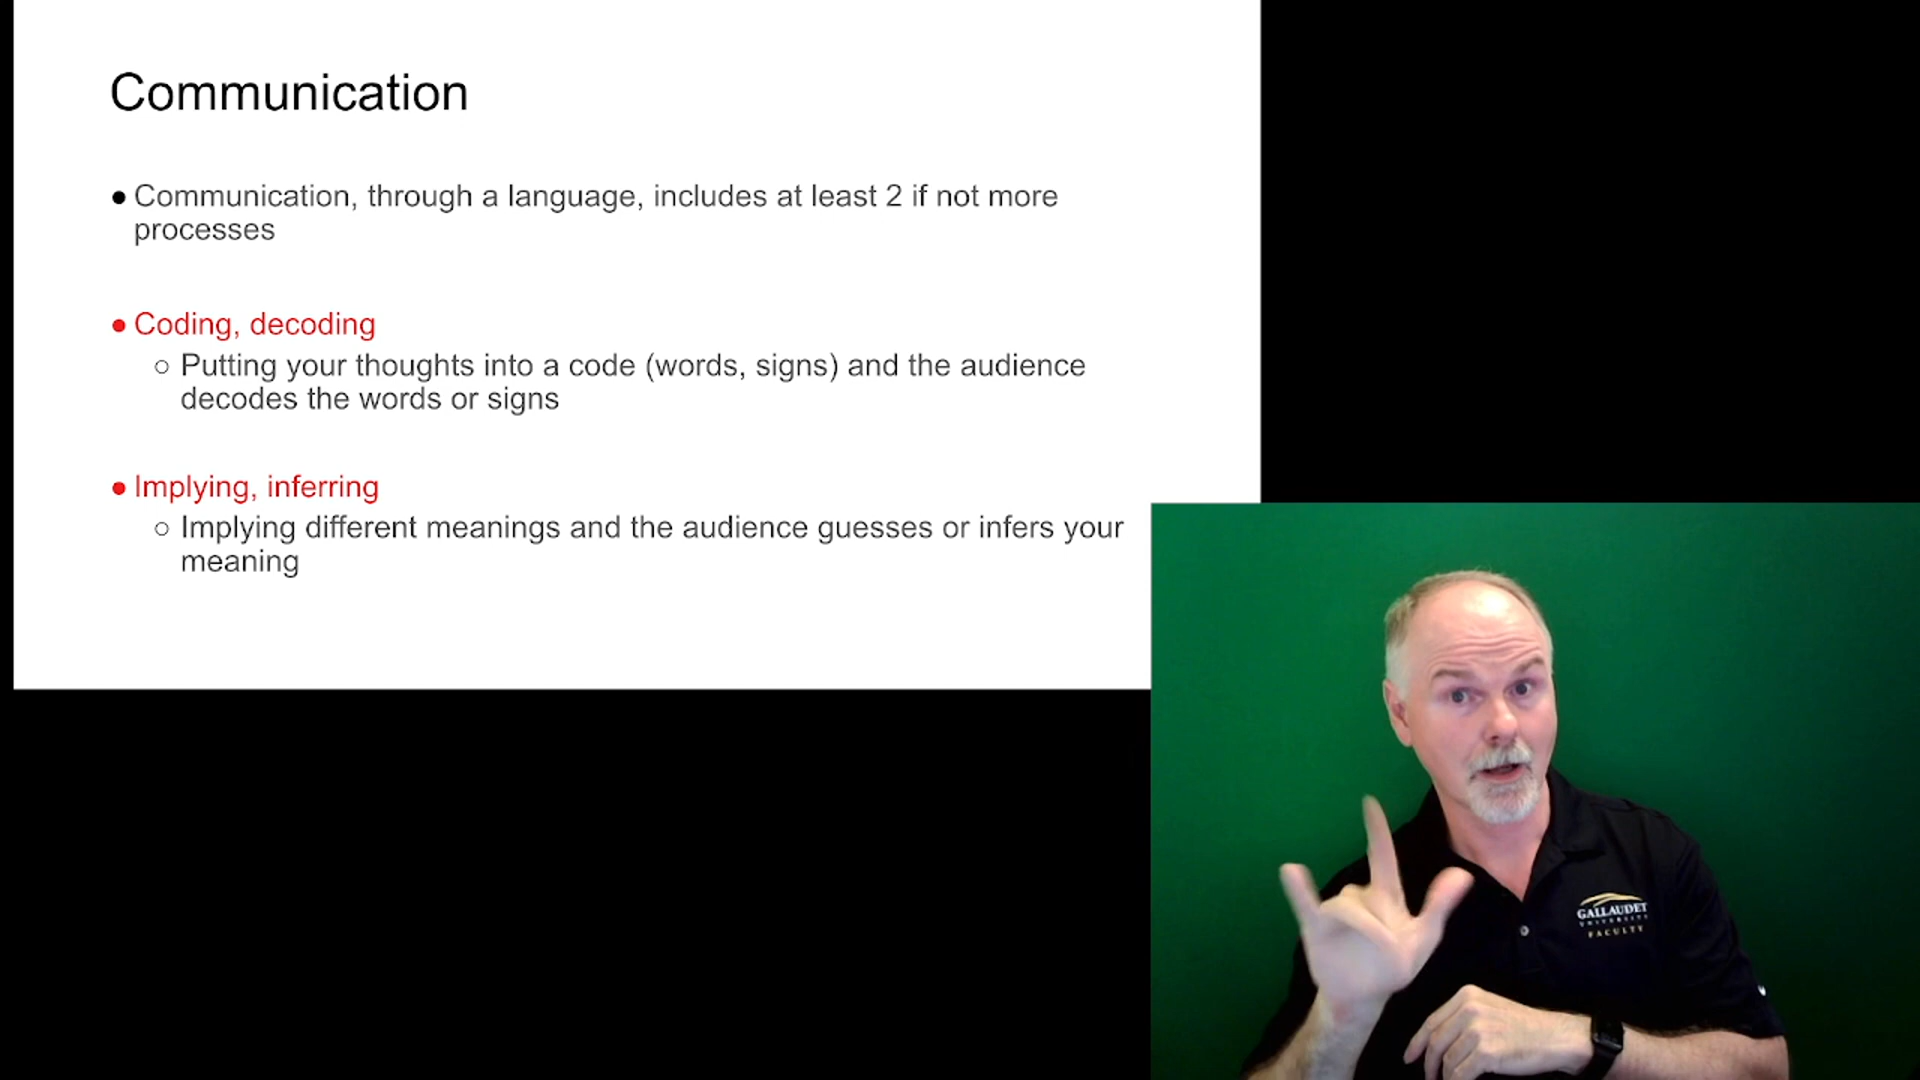 Communication
● Communication, through a language, includes at least 2 if not more
processes
● Coding, decoding
○ Putting your thoughts into a code (words, signs) and the audience
decodes the words or signs
● Implying, inferring
○ Implying different meanings and the audience guesses or infers your
meaning
GALLAUDET
UNIVERSITY
FACULTY